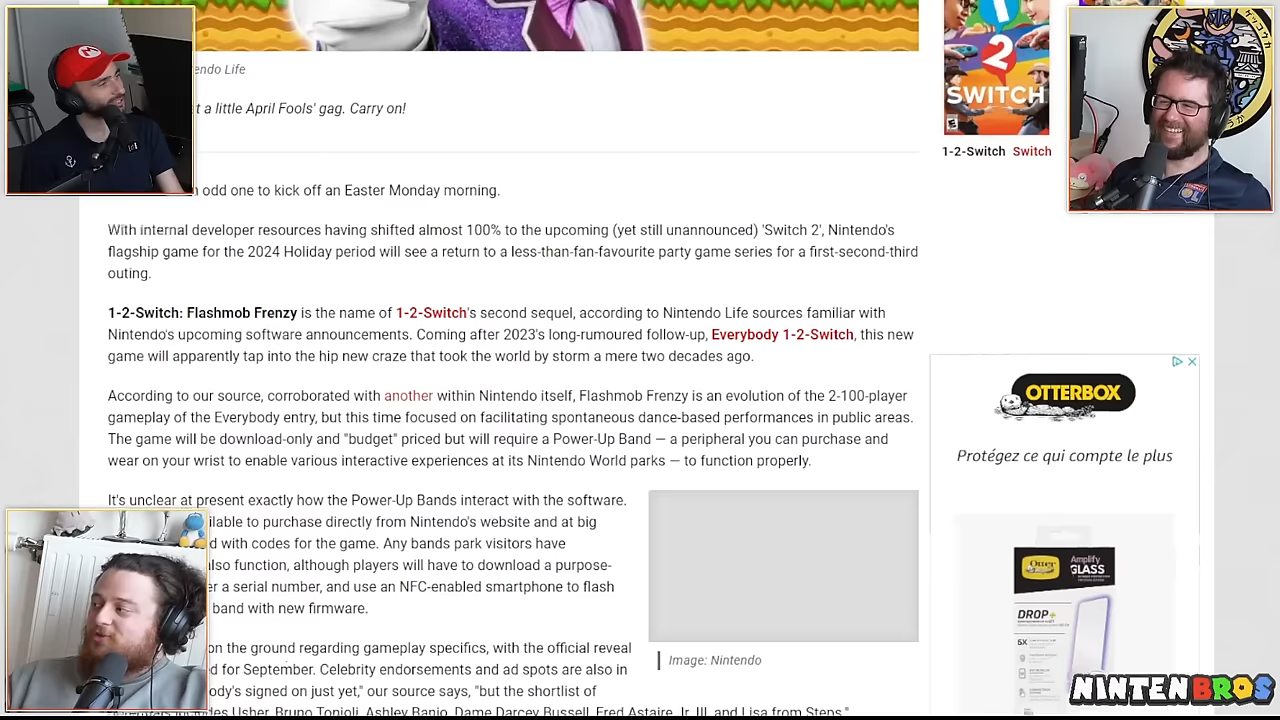 endo Life
t a little April Fools' gag. Carry on!
n odd one to kick off an Easter Monday morning.
With internal developer resources having shifted almost 100% to the upcoming (yet still unannounced) 'Switch 2', Nintendo's
flagship game for the 2024 Holiday period will see a return to a less-than-fan-favourite party game series for a first-second-third
outing.
1-2-Switch: Flashmob Frenzy is the name of 1-2-Switch's second sequel, according to Nintendo Life sources familiar with
Nintendo's upcoming software announcements. Coming after 2023's long-rumoured follow-up, Everybody 1-2-Switch, this new
game will apparently tap into the hip new craze that took the world by storm a mere two decades ago.
According to our source, corroborated with another within Nintendo itself, Flashmob Frenzy is an evolution of the 2-100-player
gameplay of the Everybody entry, this time focused on facilitating spontaneous dance-based performances in public areas.
The game will be download-only and "budget" priced but will require a Power-Up Band — a peripheral you can purchase and
wear on your wrist to enable various interactive experiences at its Nintendo World parks — to function properly.
It's unclear at present exactly how the Power-Up Bands interact with the software.
ilable to purchase directly from Nintendo's website and at big
d with codes for the game. Any bands park visitors have
also function, although players will have to download a purpose-
serial number, and use an NFC-enabled smartphone to flash
band with new firmware.
on the ground regarding gameplay specifics, with the official reveal
d for
endorsements and ad spots are also in
ody's signed on just yet," our source says, "but the shortlist of
Image: Nintendo
1
2
SWITCH
1-2-Switch Switch
OTTERBOX
Protégez ce qui compte le plus
Otter
Amplify
GLASS
DROP+
5X
NINTENBROS